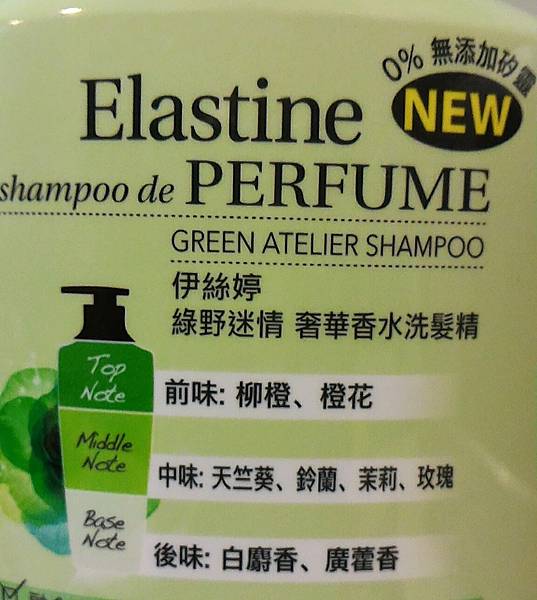 0% 無添加矽靈
NEW
Elastine
shampoo de PERFUME
GREEN ATELIER SHAMPOO
伊絲婷
綠野迷情 奢華香水洗髮精
Top
Note
前味: 柳橙、橙花
Middle
Note
中味: 天竺葵、鈴蘭、茉莉、玫瑰
Base
Note
後味: 白麝香、廣藿香